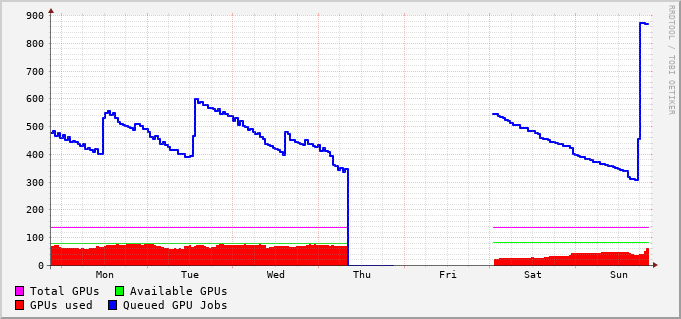 900
800
700
600
500
400
300
200
100
0
Mon Tue Wed Thu Fri Sat Sun
Total GPUs Available GPUs
GPUs used Queued GPU Jobs
RRDTOOL / TOBI OETIKER